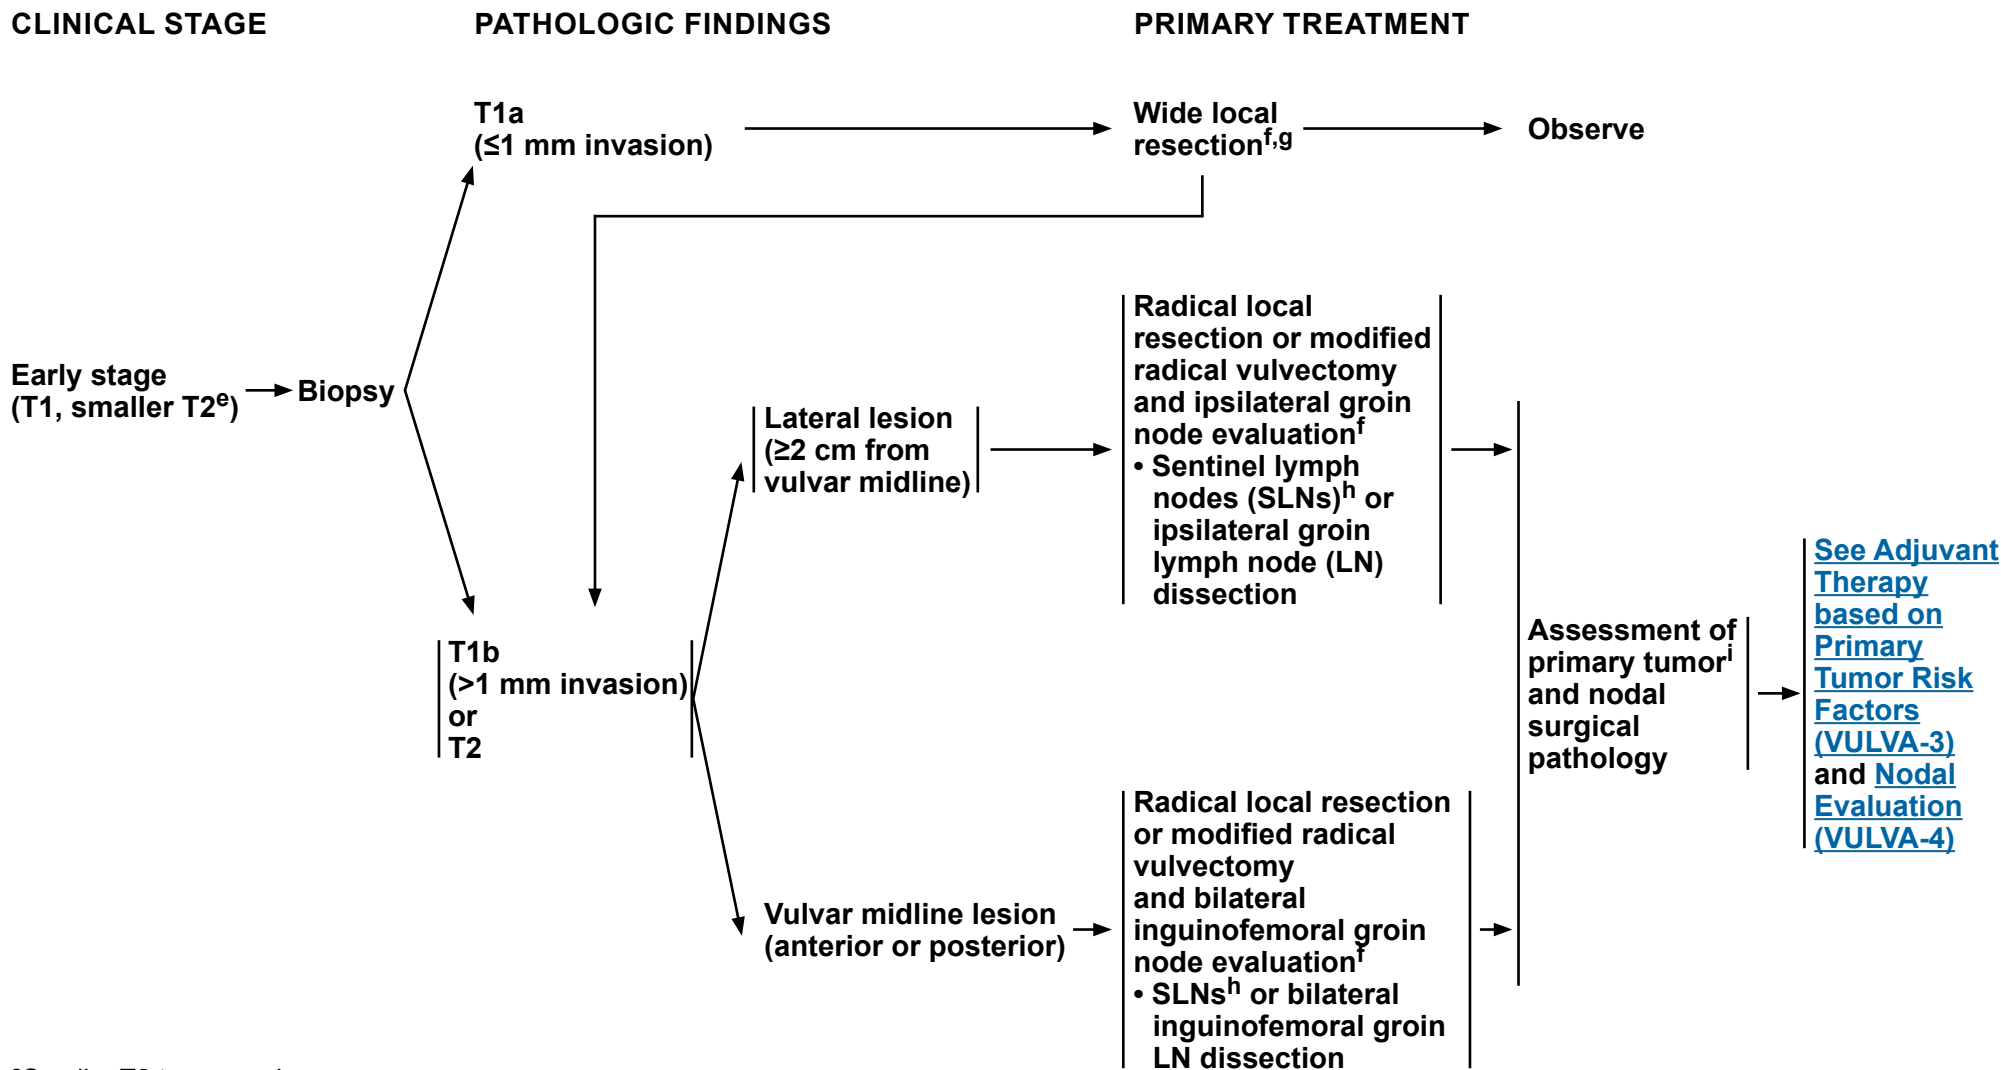 CLINICAL STAGE
PATHOLOGIC FINDINGS
PRIMARY TREATMENT
T1a
(≤1 mm invasion)
Wide local
resectionf,g
Observe
Early stage
(T1, smaller T2e)
Biopsy
T1b
(>1 mm invasion)
or
T2
Lateral lesion
(≥2 cm from
vulvar midline)
Radical local
resection or modified
radical vulvectomy
and ipsilateral groin
node evaluationf
• Sentinel lymph
nodes (SLNs)h or
ipsilateral groin
lymph node (LN)
dissection
Vulvar midline lesion
(anterior or posterior)
Radical local resection
or modified radical
vulvectomy
and bilateral
inguinofemoral groin
node evaluationf
• SLNsh or bilateral
inguinofemoral groin
LN dissection
Assessment of
primary tumori
and nodal
surgical
pathology
See Adjuvant
Therapy
based on
Primary
Tumor Risk
Factors
(VULVA-3)
and Nodal
Evaluation
(VULVA-4)